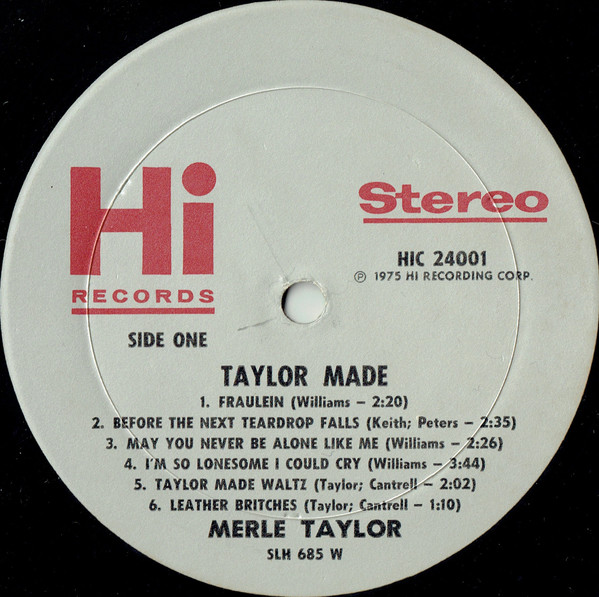 Hi
RECORDS
Stereo
HIC 24001
Ⓟ 1975 HI RECORDING CORP.
SIDE ONE
TAYLOR MADE
1. FRAULEIN (Williams – 2:20)
2. BEFORE THE NEXT TEARDROP FALLS (Keith; Peters – 2:35)
3. MAY YOU NEVER BE ALONE LIKE ME (Williams – 2:26)
4. I'M SO LONESOME I COULD CRY (Williams – 3:44)
5. TAYLOR MADE WALTZ (Taylor; Cantrell – 2:02)
6. LEATHER BRITCHES (Taylor; Cantrell – 1:10)
MERLE TAYLOR
SLH 685 W